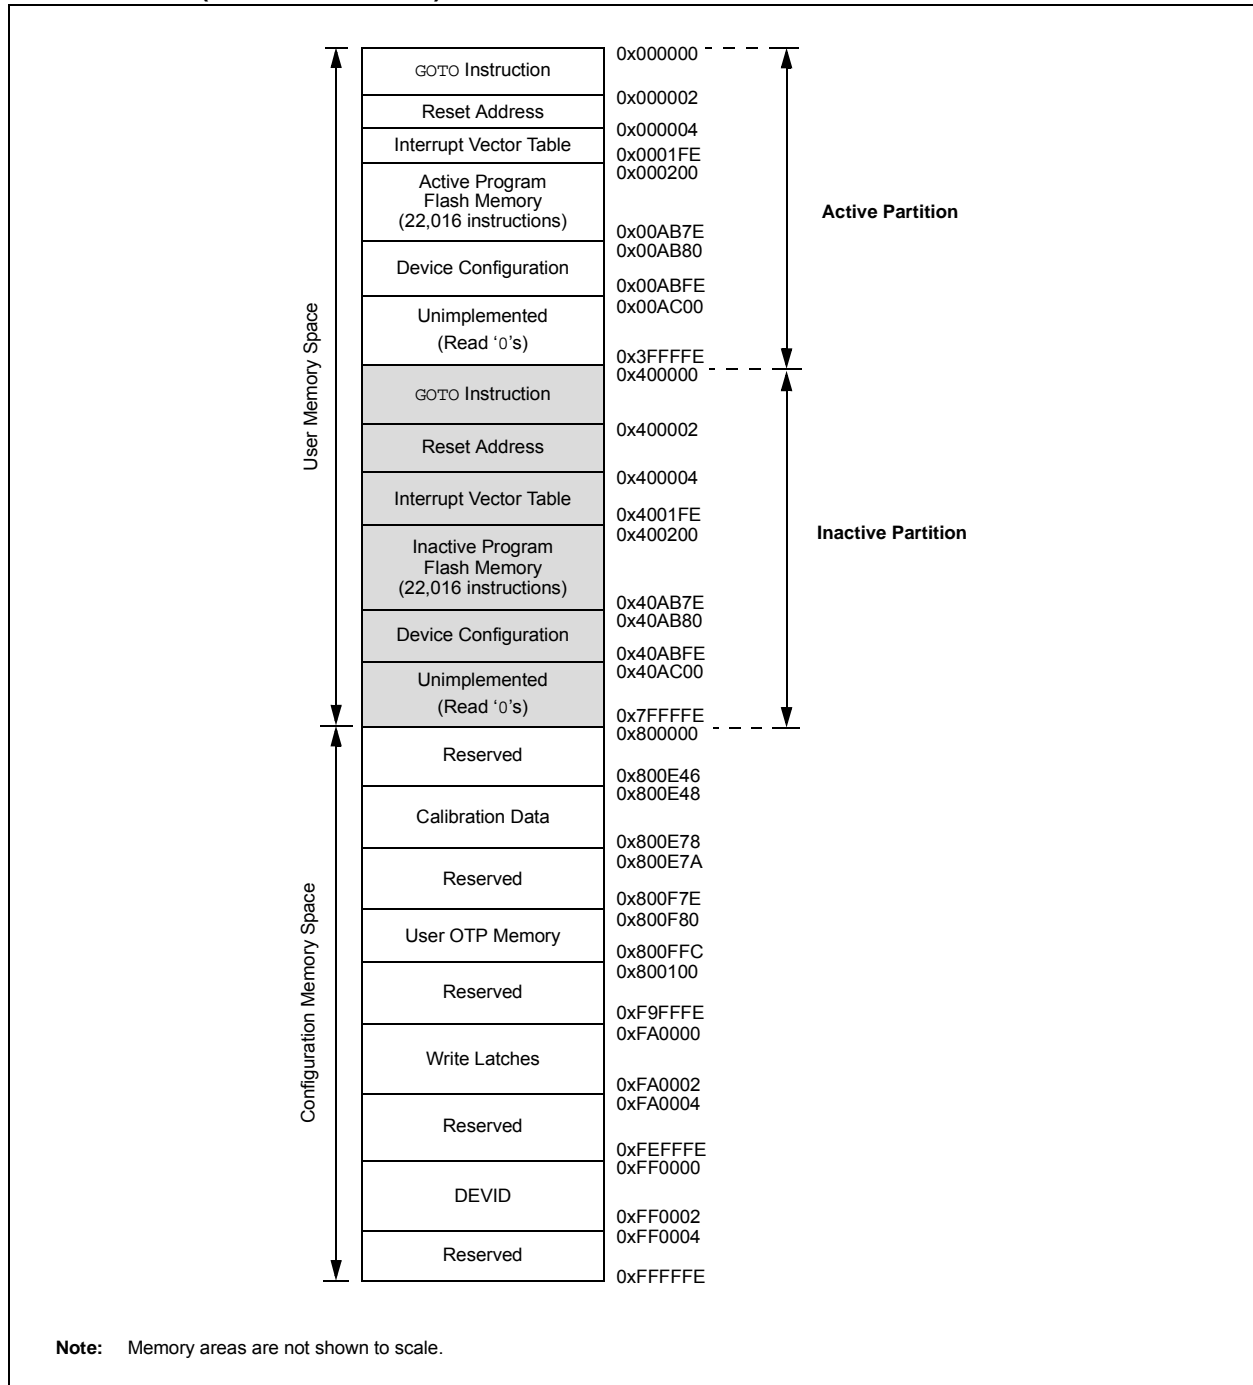 GOTO Instruction
0x000000
0x000002
Reset Address
0x000004
Interrupt Vector Table
0x0001FE
0x000200
Active Program
Flash Memory
(22,016 instructions)
Active Partition
0x00AB7E
0x00AB80
Device Configuration
0x00ABFE
0x00AC00
Unimplemented
(Read ‘0’s)
0x3FFFFE
0x400000
User Memory Space
GOTO Instruction
0x400002
Reset Address
0x400004
Interrupt Vector Table
0x4001FE
0x400200
Inactive Partition
Inactive Program
Flash Memory
(22,016 instructions)
0x40AB7E
0x40AB80
Device Configuration
0x40ABFE
0x40AC00
Unimplemented
(Read ‘0’s)
0x7FFFFE
0x800000
Reserved
0x800E46
0x800E48
Calibration Data
0x800E78
0x800E7A
Reserved
0x800F7E
0x800F80
User OTP Memory
0x800FFC
0x800100
Configuration Memory Space
Reserved
0xF9FFFE
0xFA0000
Write Latches
0xFA0002
0xFA0004
Reserved
0xFEFFFE
0xFF0000
DEVID
0xFF0002
0xFF0004
Reserved
0xFFFFFE
Note: Memory areas are not shown to scale.